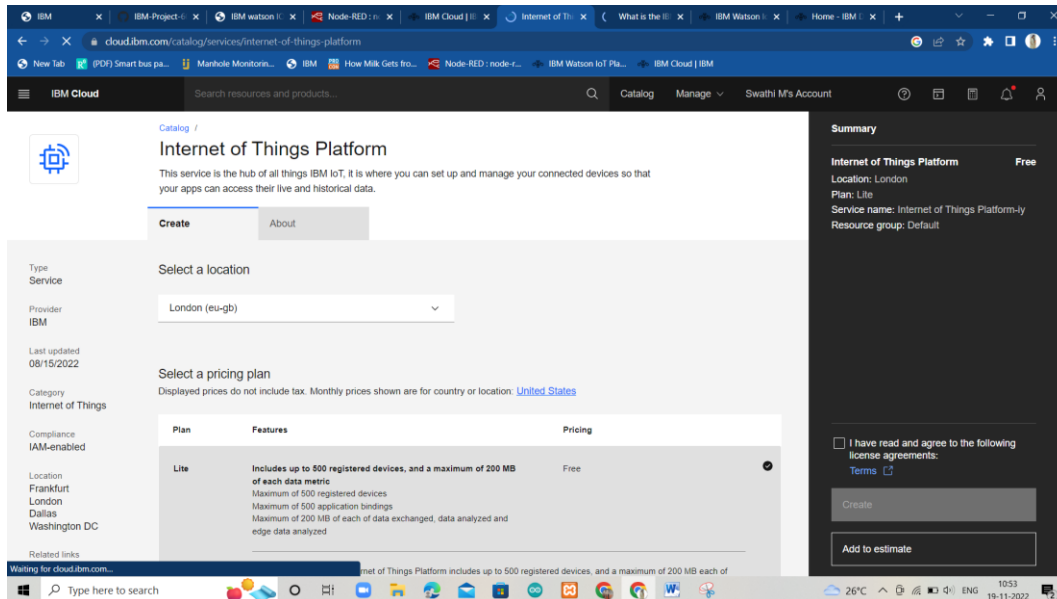 IBM
IBM-Project-6
IBM watson IC
Node-RED : n
IBM Cloud | IB
Internet of Thi
What is the IB
IBM Watson I
Home - IBM
cloud.ibm.com/catalog/services/internet-of-things-platform
New Tab
(PDF) Smart bus pa...
Manhole Monitorin...
IBM
How Milk Gets fro...
Node-RED : node-r...
IBM Watson IoT Pla...
IBM Cloud | IBM
IBM Cloud
Search resources and products...
Catalog
Manage
Swathi M's Account
Catalog /
Internet of Things Platform
This service is the hub of all things IBM IoT, it is where you can set up and manage your connected devices so that
your apps can access their live and historical data.
Create
About
Type
Service
Provider
IBM
Last updated
08/15/2022
Category
Internet of Things
Compliance
IAM-enabled
Location
Frankfurt
London
Dallas
Washington DC
Related links
Select a location
London (eu-gb)
Select a pricing plan
Displayed prices do not include tax. Monthly prices shown are for country or location: United States
Plan
Features
Pricing
Lite
Includes up to 500 registered devices, and a maximum of 200 MB
of each data metric
Maximum of 500 registered devices
Maximum of 500 application bindings
Maximum of 200 MB of each of data exchanged, data analyzed and
edge data analyzed
Free
rnet of Things Platform includes up to 500 registered devices, and a maximum of 200 MB each of
Summary
Internet of Things Platform
Free
Location: London
Plan: Lite
Service name: Internet of Things Platform-iy
Resource group: Default
I have read and agree to the following
license agreements:
Terms
Create
Add to estimate
Waiting for cloud.ibm.com...
Type here to search
26°C
ENG
10:53
19-11-2022